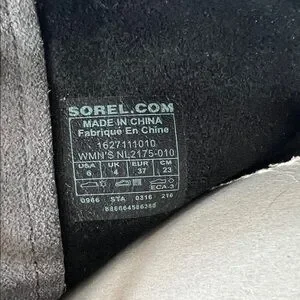 SOREL.COM
MADE IN CHINA
Fabriqué En Chine
1627111010
WMN'S NL2175-010
USA UK EUR CM
6 4 37 23
ECA-3
0966 STA 0316 216